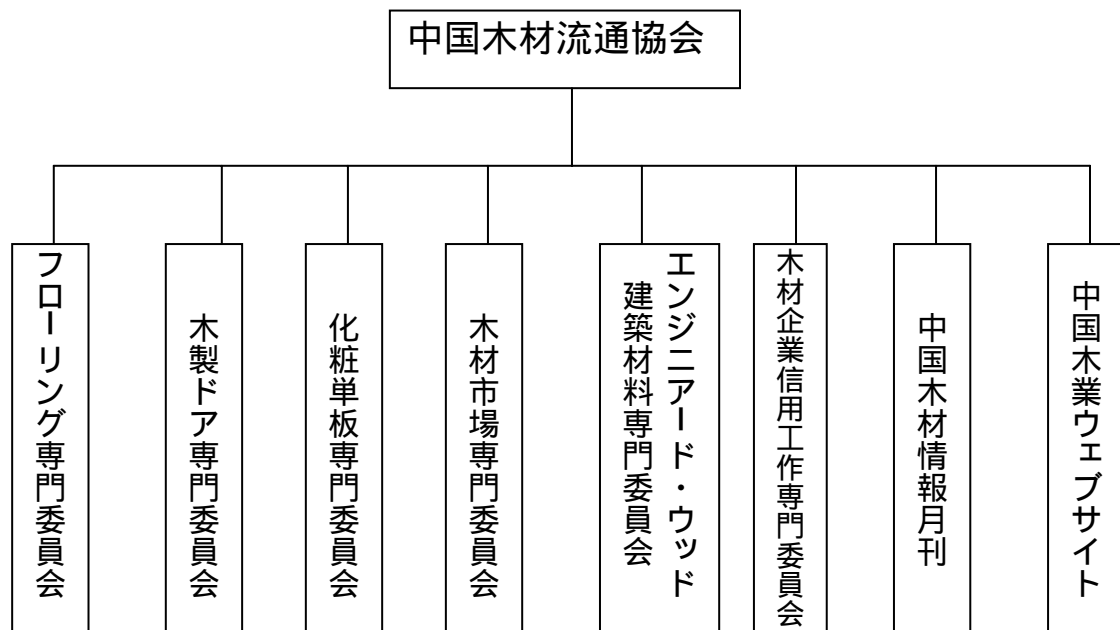 中国木材流通協会
フローリング専門委員会
木製ドア専門委員会
化粧単板専門委員会
木材市場専門委員会
エンジニアード・ウッド
建築材料専門委員会
木材企業信用工作専門委員会
中国木材情報月刊
中国木業ウェブサイト